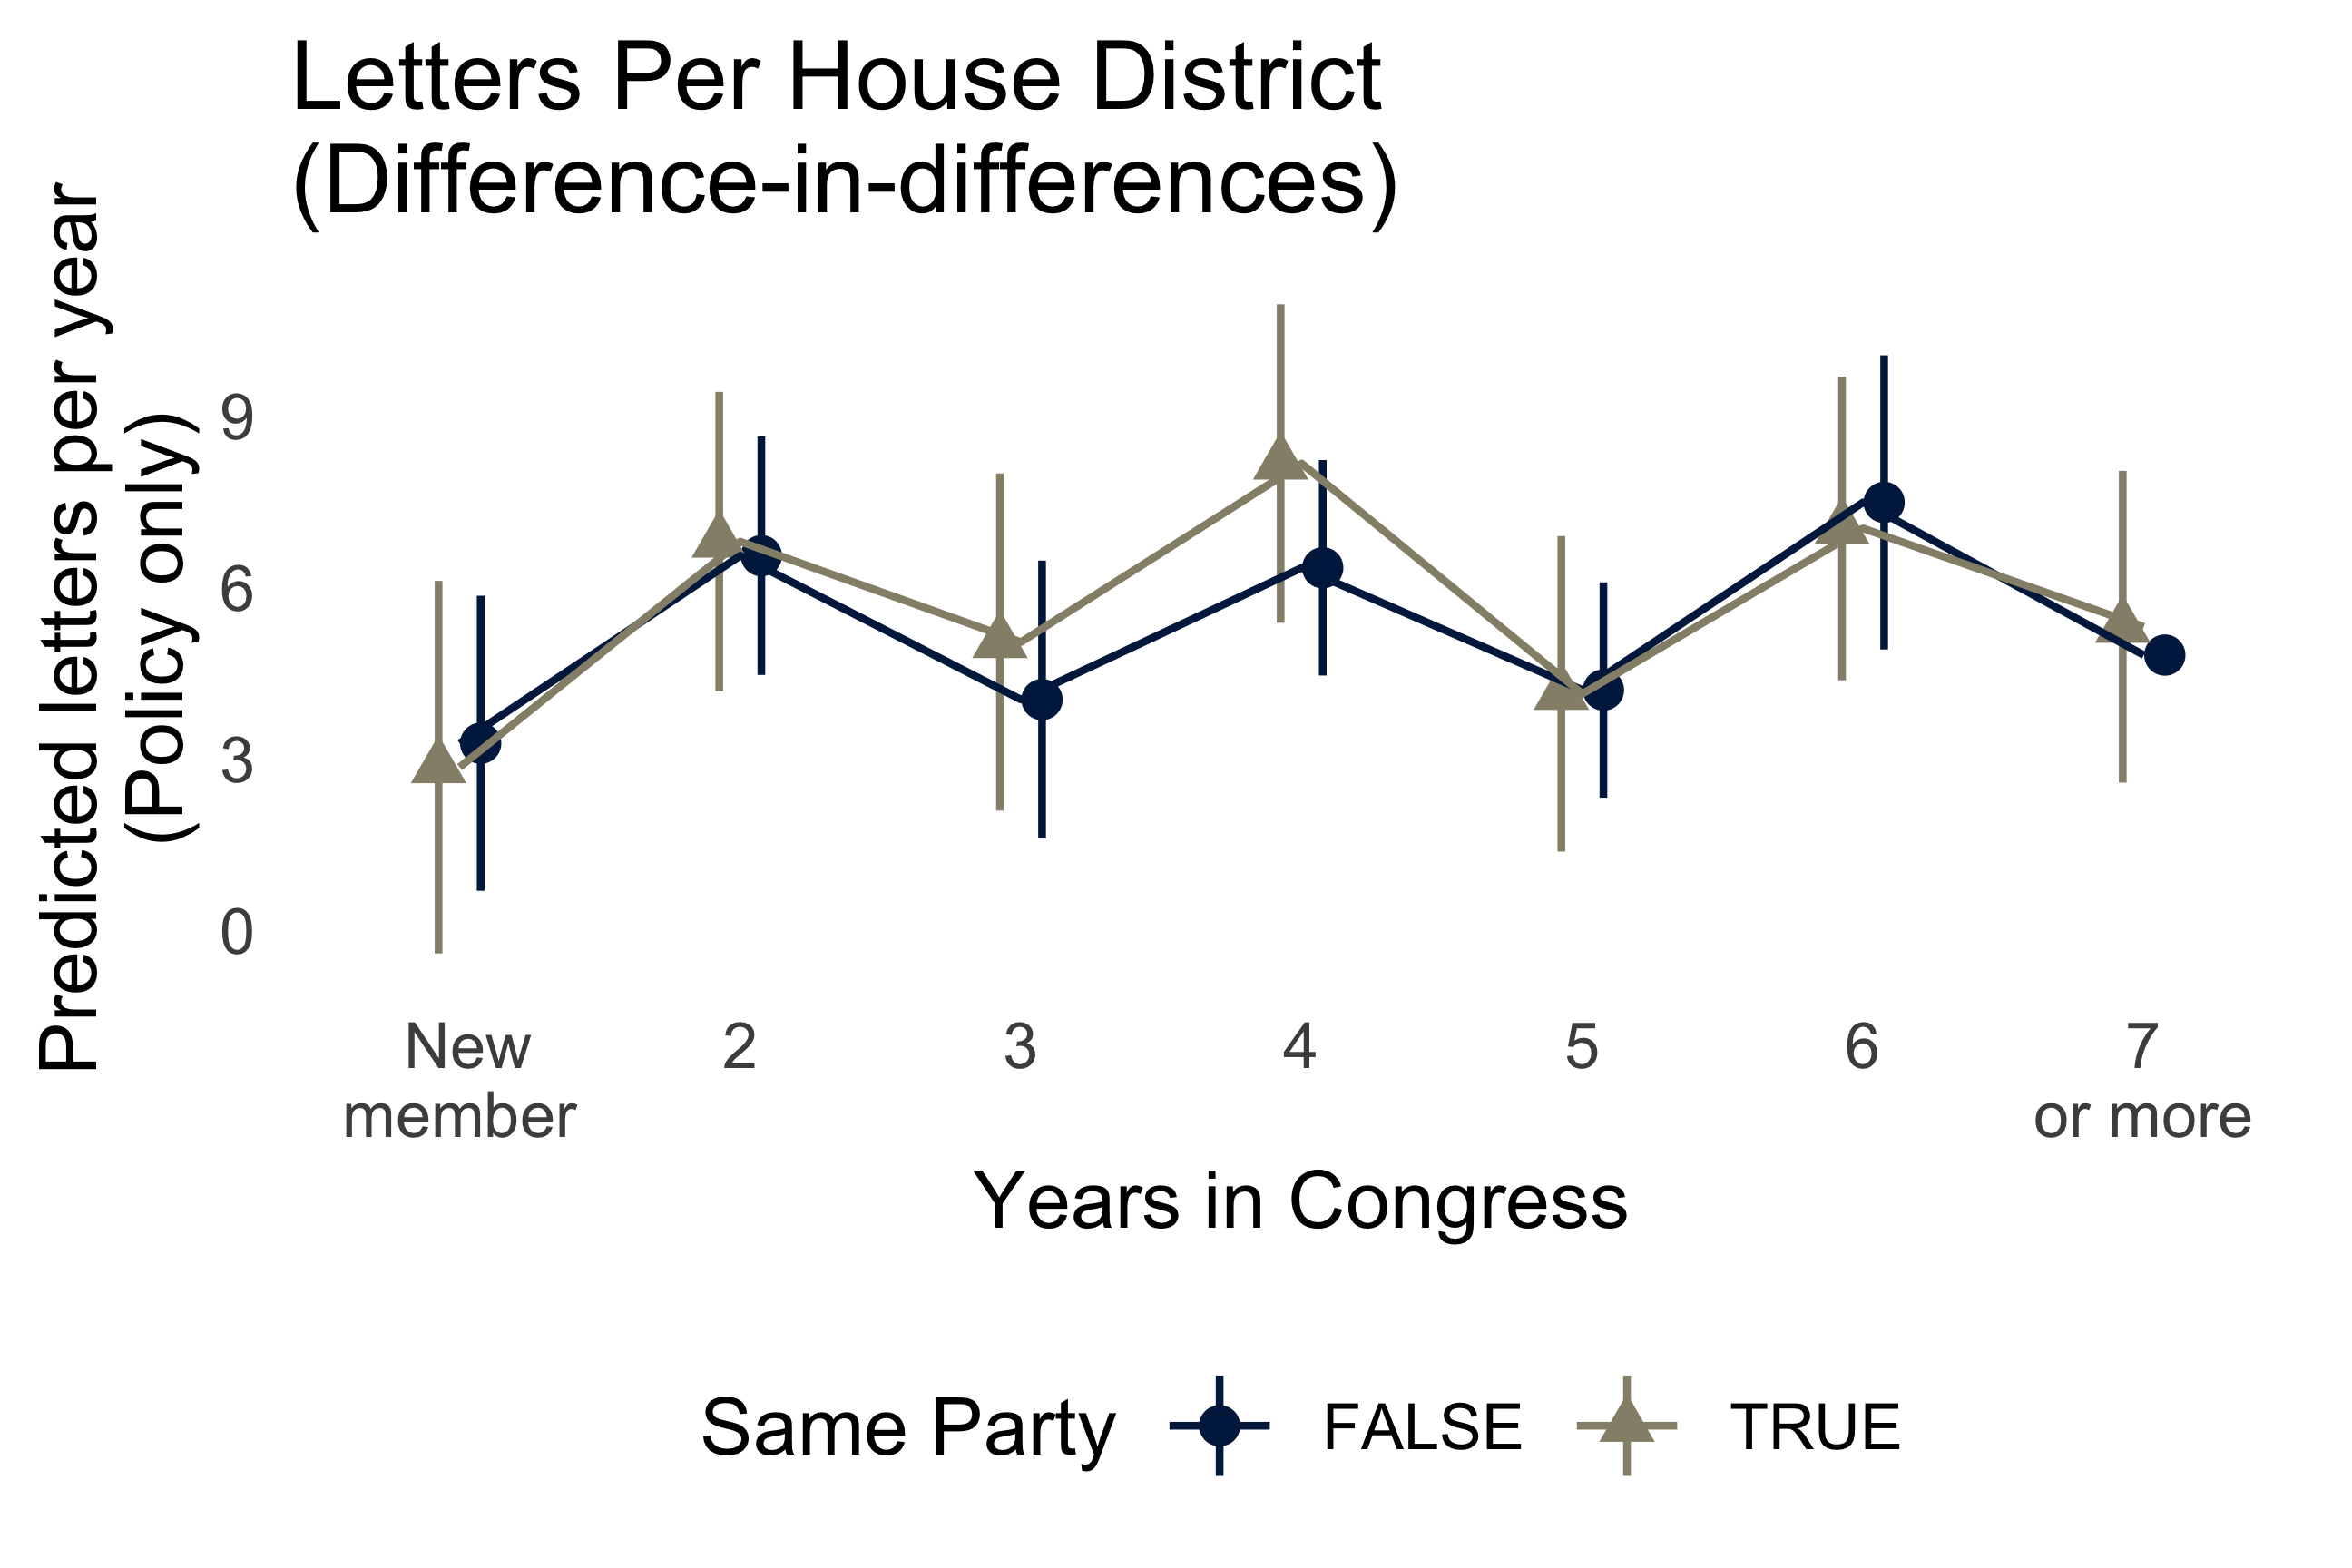 Letters Per House District
(Difference-in-differences)
Predicted letters per year
(Policy only)
9
6
3
0
New
member
2
3
4
5
6
7
or more
Years in Congress
Same Party
FALSE
TRUE